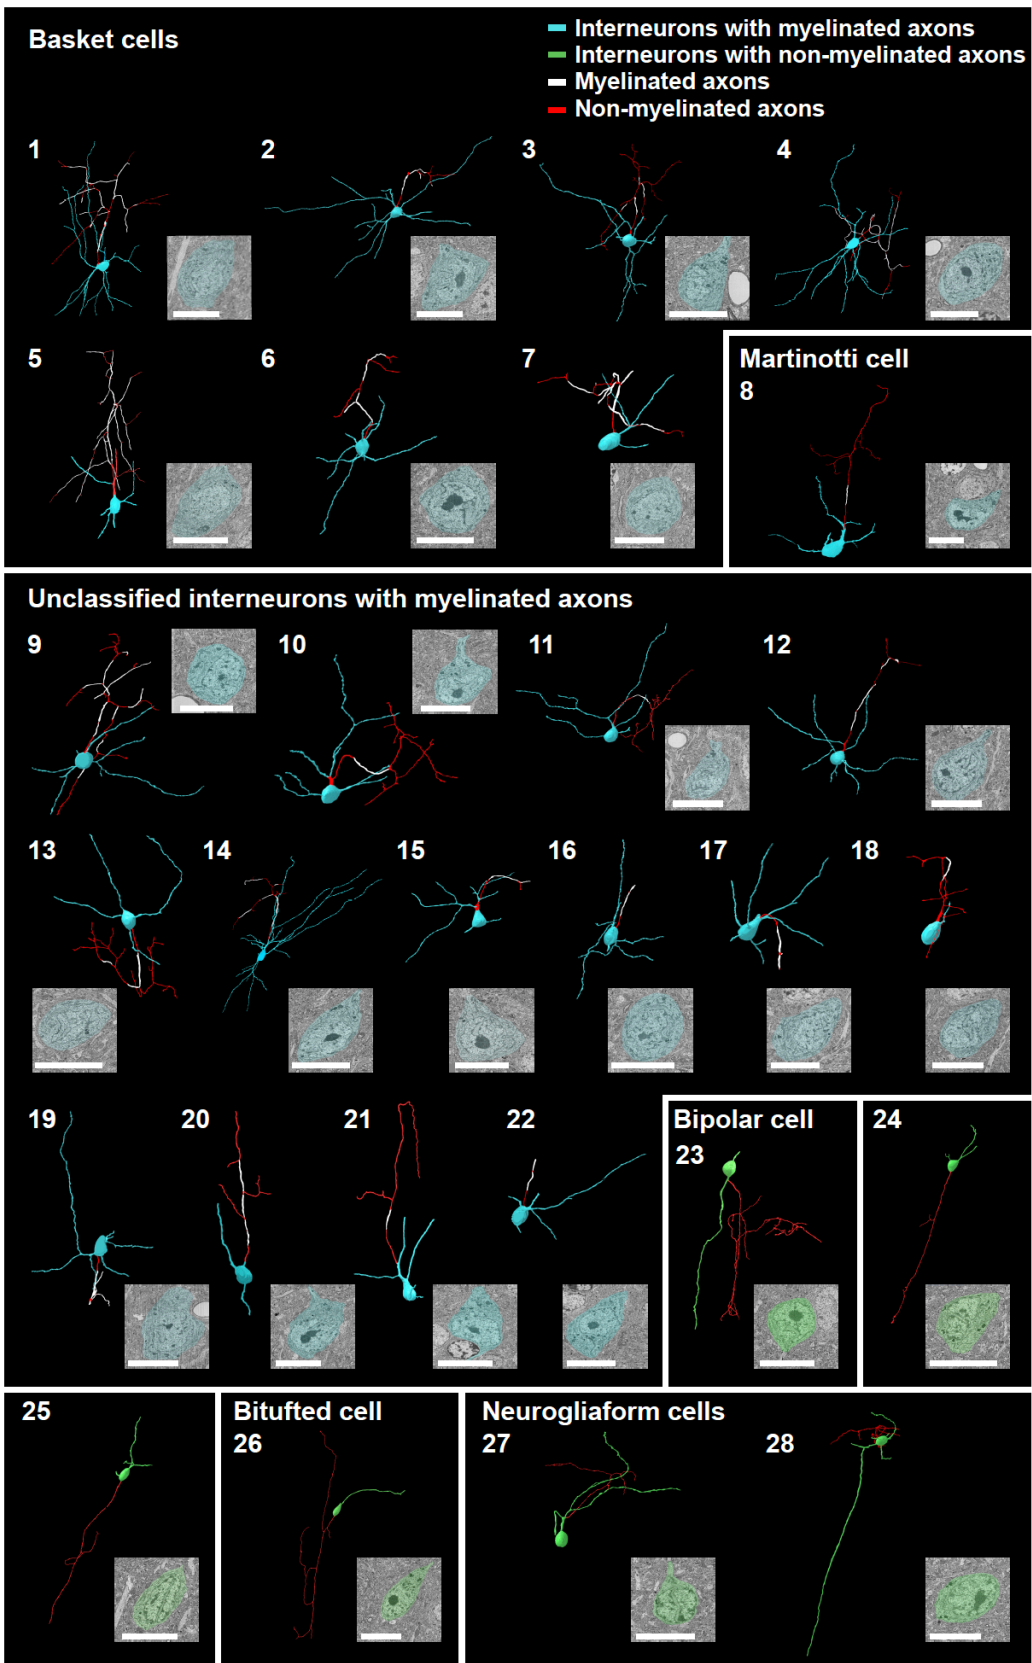 Basket cells
Interneurons with myelinated axons
Interneurons with non-myelinated axons
Myelinated axons
Non-myelinated axons
1
2
3
4
5
6
7
Martinotti cell
8
Unclassified interneurons with myelinated axons
9
10
11
12
13
14
15
16
17
18
19
20
21
22
Bipolar cell
23
24
25
Bitufted cell
26
Neurogliaform cells
27
28